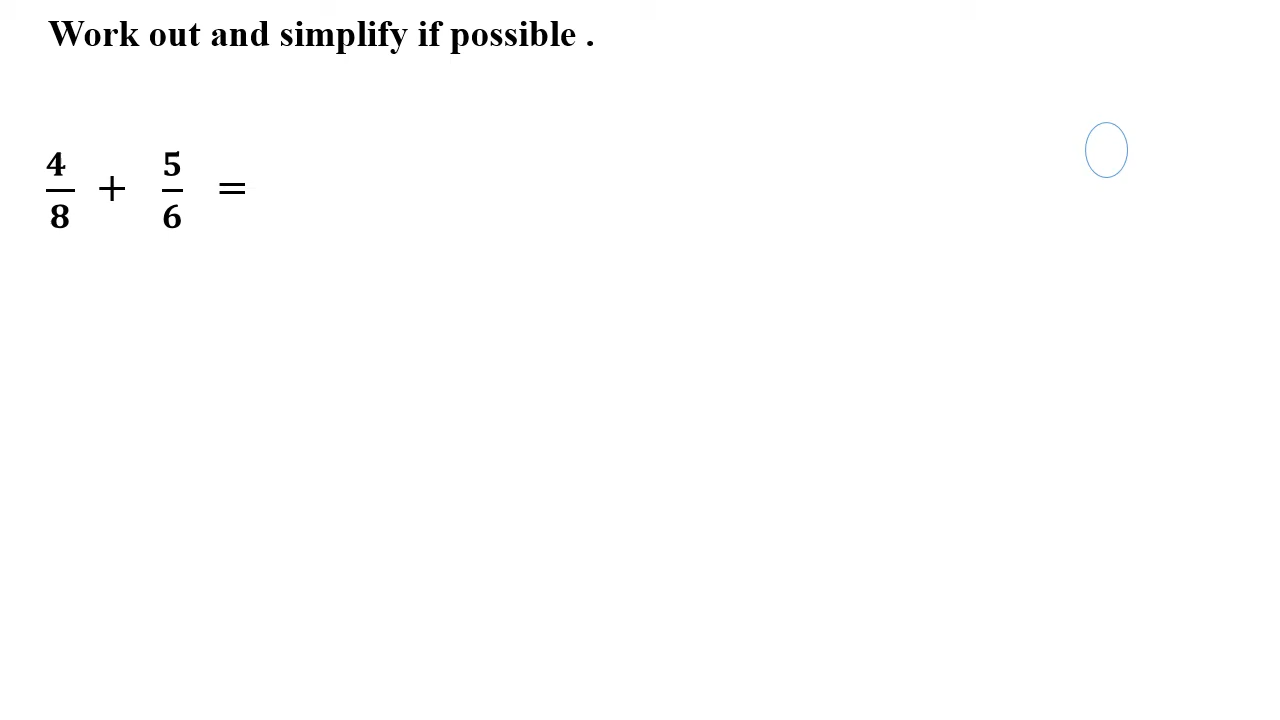 Work out and simplify if possible .
4/8 + 5/6 =